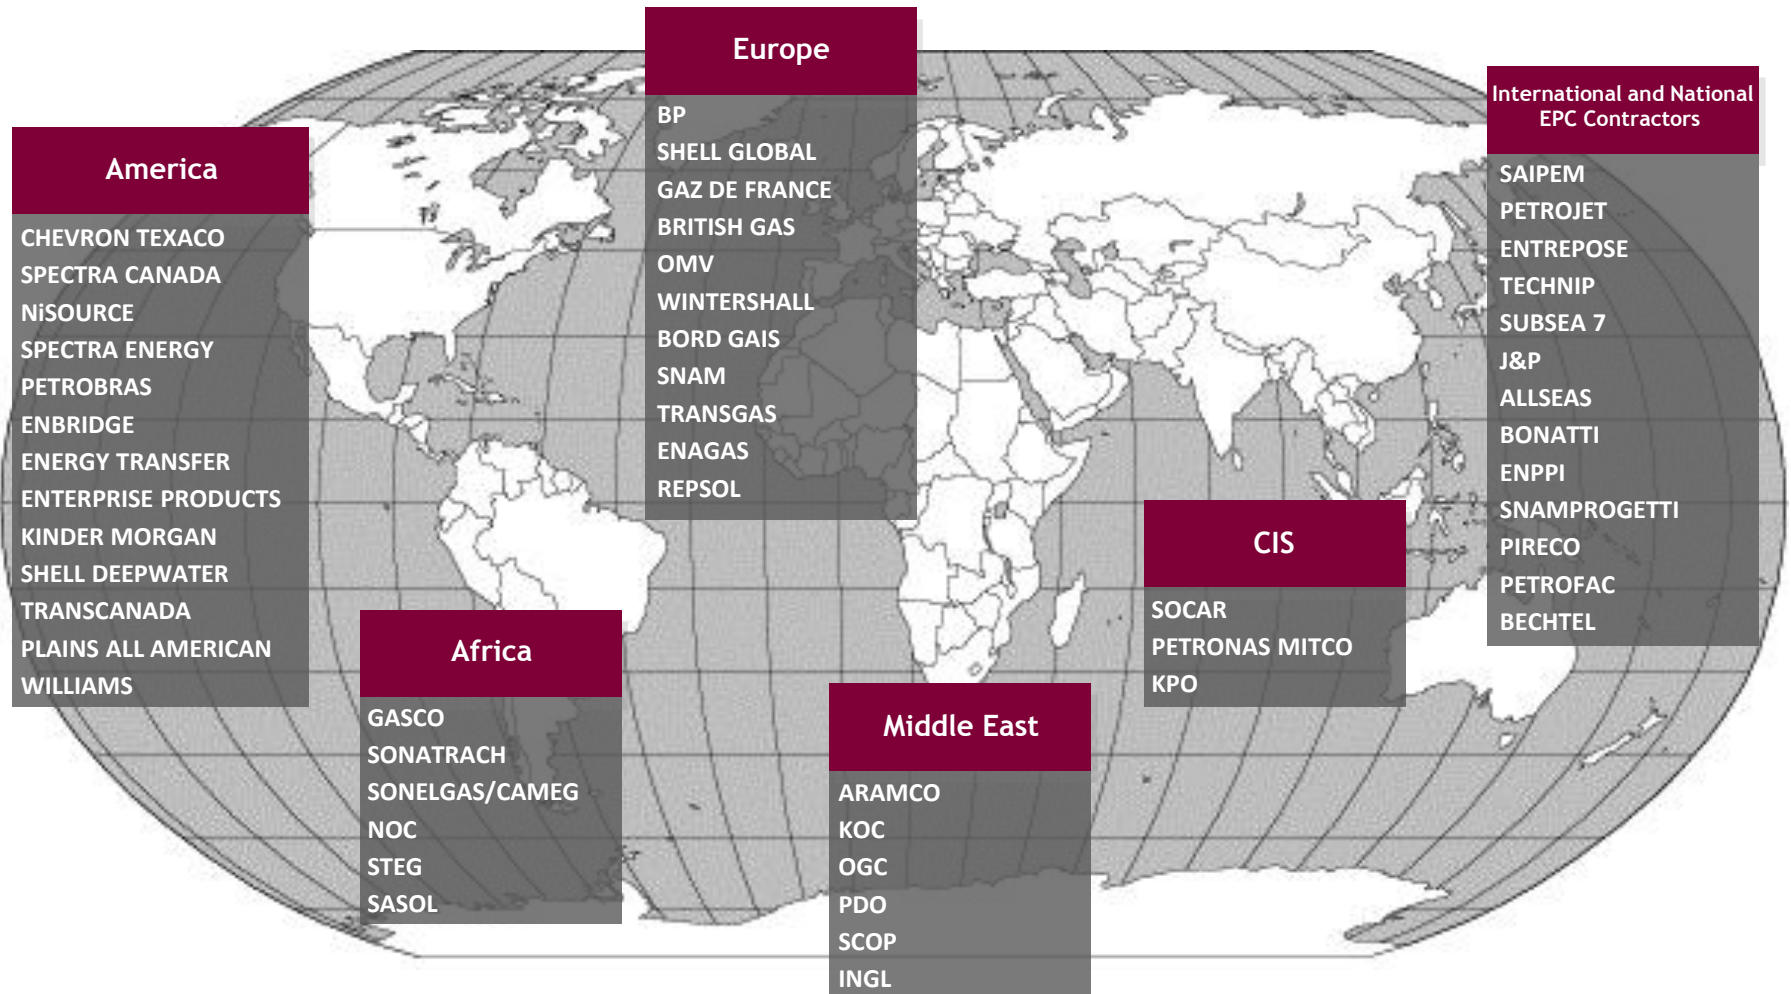 America
CHEVRON TEXACO
SPECTRA CANADA
NiSOURCE
SPECTRA ENERGY
PETROBRAS
ENBRIDGE
ENERGY TRANSFER
ENTERPRISE PRODUCTS
KINDER MORGAN
SHELL DEEPWATER
TRANSCANADA
PLAINS ALL AMERICAN
WILLIAMS
Africa
GASCO
SONATRACH
SONELGAS/CAMEG
NOC
STEG
SASOL
Europe
BP
SHELL GLOBAL
GAZ DE FRANCE
BRITISH GAS
OMV
WINTERSHALL
BORD GAIS
SNAM
TRANSGAS
ENAGAS
REPSOL
Middle East
ARAMCO
KOC
OGC
PDO
SCOP
INGL
CIS
SOCAR
PETRONAS MITCO
KPO
International and National
EPC Contractors
SAIPEM
PETROJET
ENTREPOSE
TECHNIP
SUBSEA 7
J&P
ALLSEAS
BONATTI
ENPPI
SNAMPROGETTI
PIRECO
PETROFAC
BECHTEL